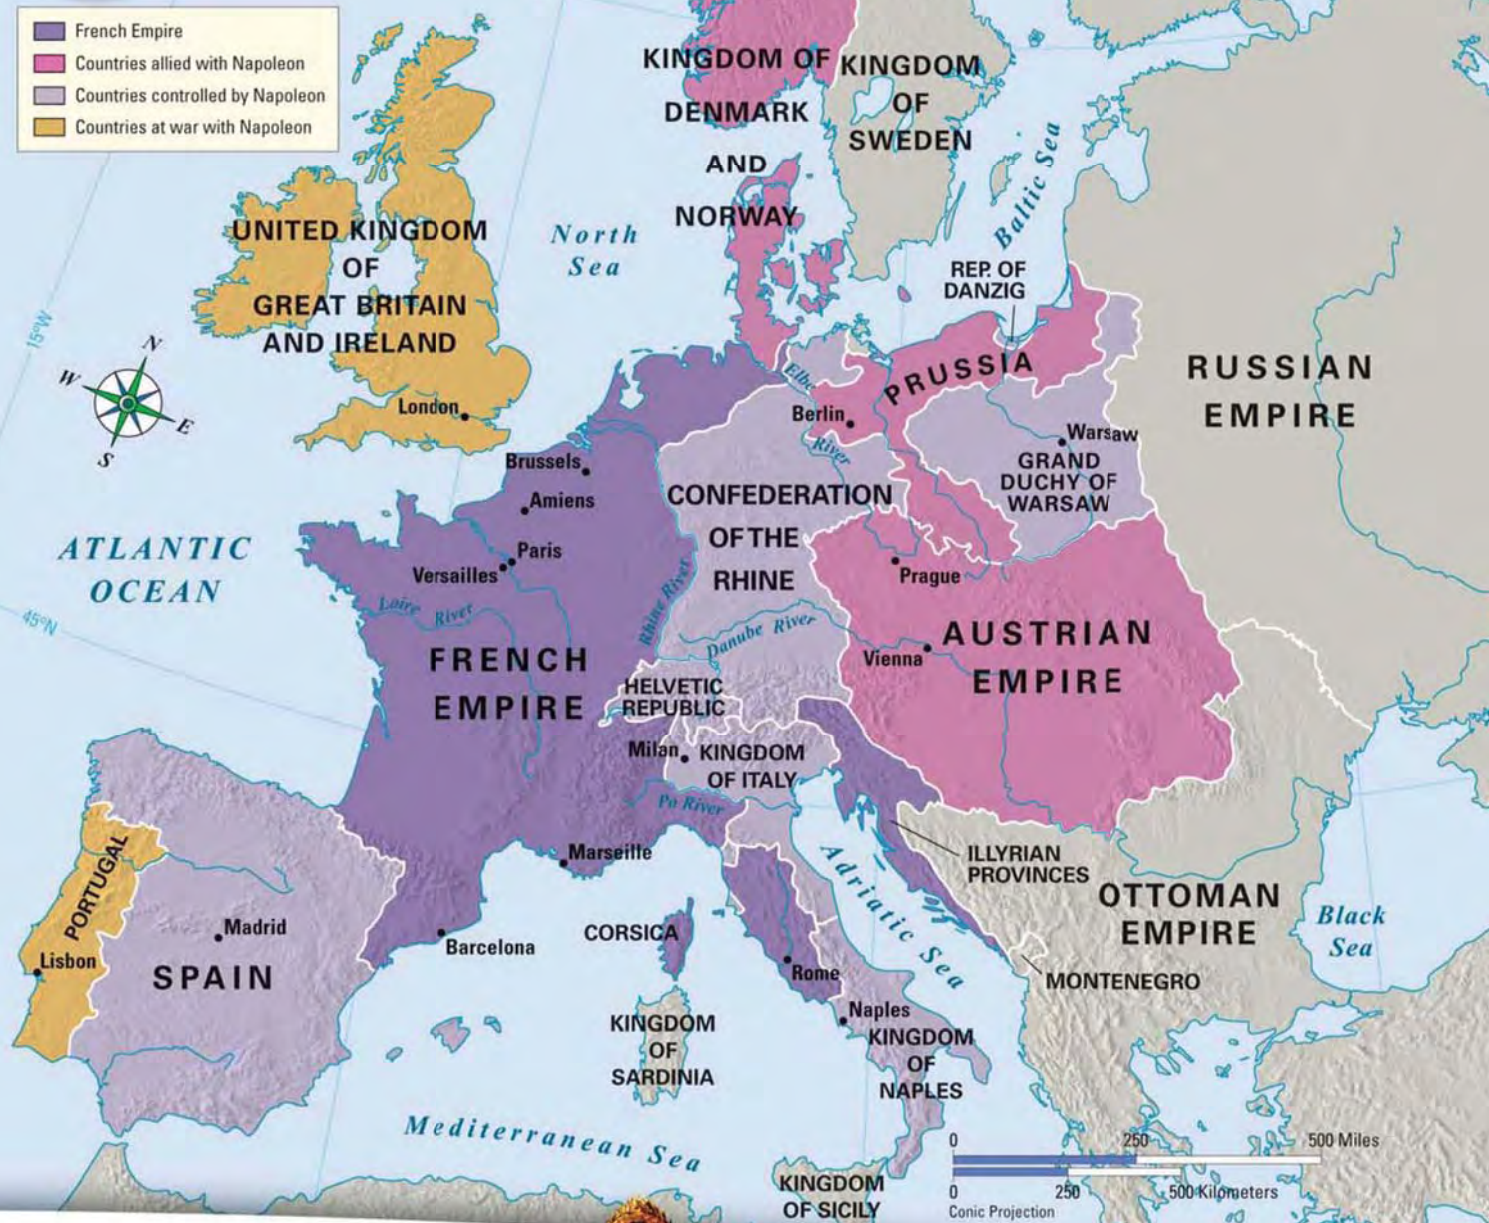 French Empire
Countries allied with Napoleon
Countries controlled by Napoleon
Countries at war with Napoleon
KINGDOM OF
DENMARK
AND
NORWAY
KINGDOM
OF
SWEDEN
Baltic Sea
North
Sea
UNITED KINGDOM
OF
GREAT BRITAIN
AND IRELAND
London
15°W
N
W
E
S
REP. OF
DANZIG
PRUSSIA
RUSSIAN
EMPIRE
Elbe
River
Berlin
Warsaw
GRAND
DUCHY OF
WARSAW
Brussels
Amiens
Paris
Versailles
CONFEDERATION
OF THE
RHINE
ATLANTIC
OCEAN
45°N
Loire River
Rhine River
Danube River
Prague
Vienna
AUSTRIAN
EMPIRE
FRENCH
EMPIRE
HELVETIC
REPUBLIC
Milan
KINGDOM
OF ITALY
Po River
Marseille
ILLYRIAN
PROVINCES
OTTOMAN
EMPIRE
Black
Sea
Adriatic Sea
MONTENEGRO
PORTUGAL
Lisbon
Madrid
SPAIN
Barcelona
CORSICA
Rome
Naples
KINGDOM
OF
NAPLES
KINGDOM
OF
SARDINIA
Mediterranean Sea
KINGDOM
OF SICILY
0 250 500 Miles
0 250 500 Kilometers
Conic Projection